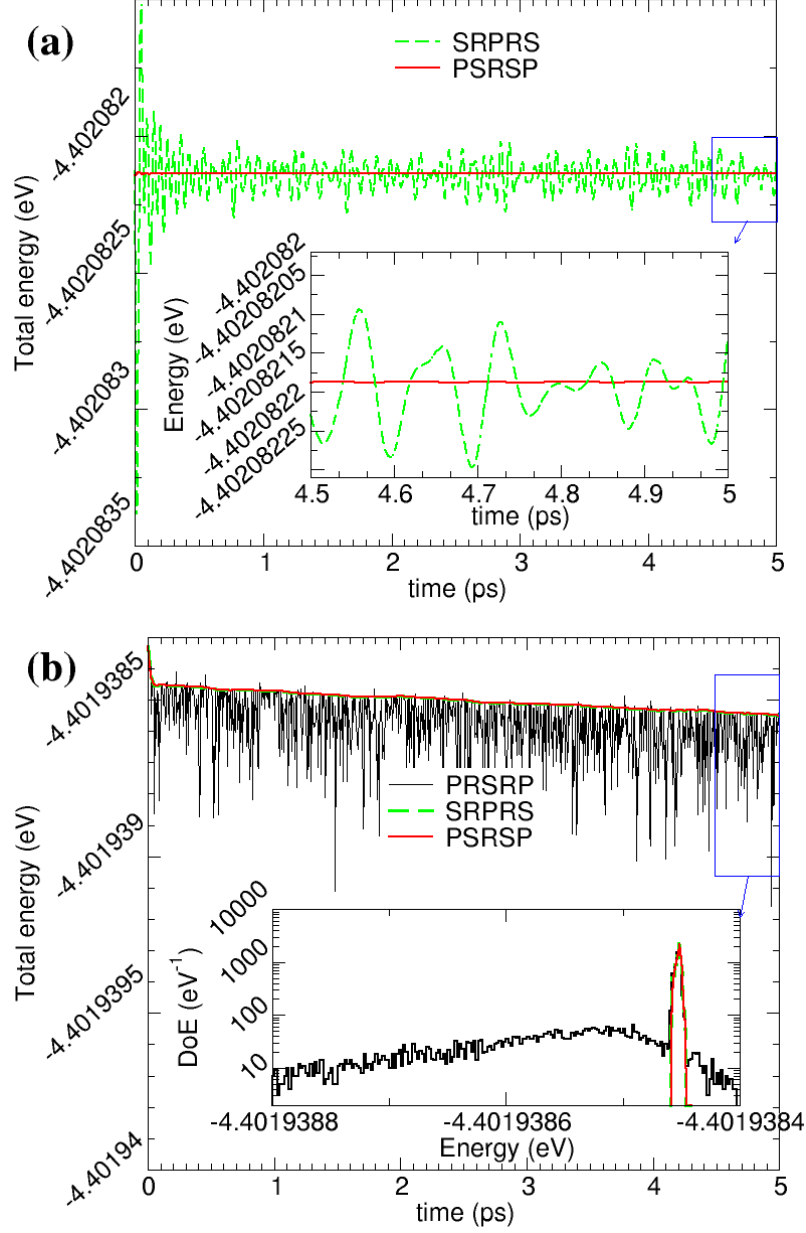 (a)
SRPRS
PSRSP
Total energy (eV)
-4.402082
-4.4020825
-4.402083
-4.4020835
Energy (eV)
-4.402082
-4.40208205
-4.4020821
-4.40208215
-4.4020822
-4.40208225
4.5 4.6 4.7 4.8 4.9 5
time (ps)
0 1 2 3 4 5
time (ps)
(b)
Total energy (eV)
-4.4019385
-4.401939
-4.4019395
-4.40194
PRSRP
SRPRS
PSRSP
DoE (eV⁻¹)
10000
1000
100
10
-4.4019388 -4.4019386 -4.4019384
Energy (eV)
0 1 2 3 4 5
time (ps)